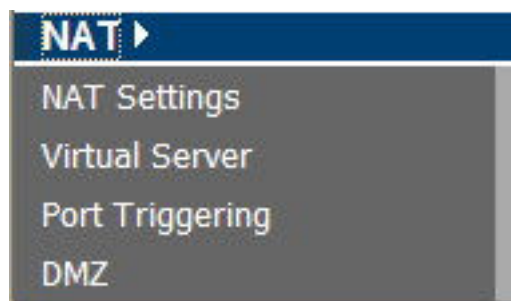 NAT
NAT Settings
Virtual Server
Port Triggering
DMZ